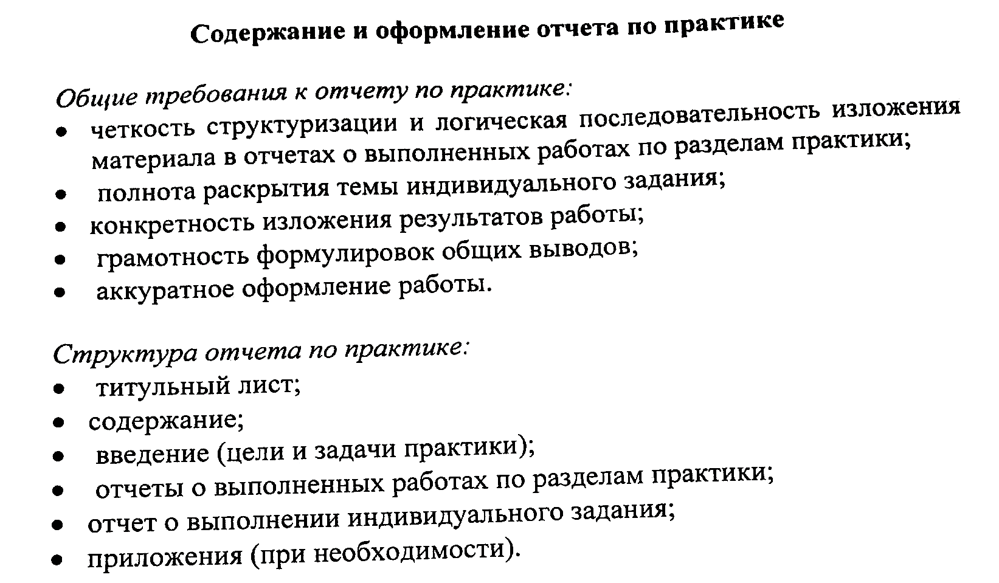 Содержание и оформление отчета по практике
Общие требования к отчету по практике:
• четкость структуризации и логическая последовательность изложения
материала в отчетах о выполненных работах по разделам практики;
• полнота раскрытия темы индивидуального задания;
• конкретность изложения результатов работы;
• грамотность формулировок общих выводов;
• аккуратное оформление работы.
Структура отчета по практике:
• титульный лист;
• содержание;
• введение (цели и задачи практики);
• отчеты о выполненных работах по разделам практики;
• отчет о выполнении индивидуального задания;
• приложения (при необходимости).